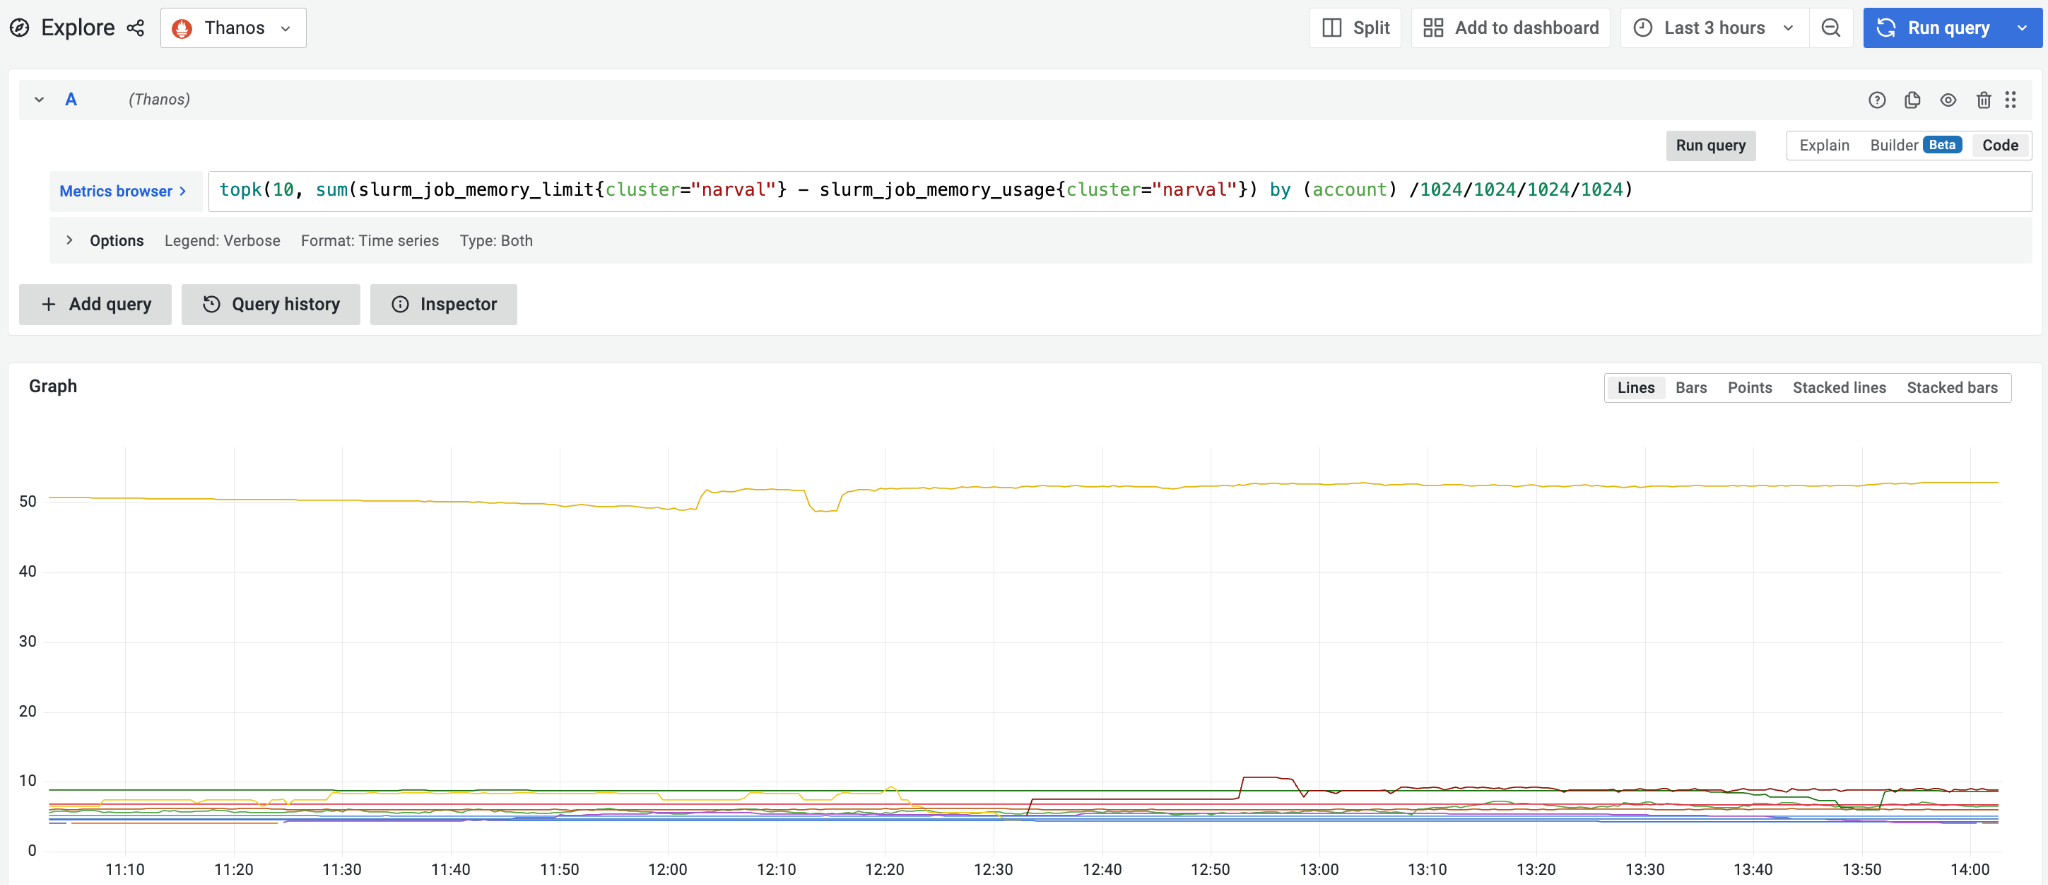 Explore Thanos Split Add to dashboard Last 3 hours Run query
A (Thanos)
Run query Explain Builder Beta Code
Metrics browser > topk(10, sum(slurm_job_memory_limit{cluster="narval"} - slurm_job_memory_usage{cluster="narval"}) by (account) /1024/1024/1024/1024)
> Options Legend: Verbose Format: Time series Type: Both
+ Add query Query history Inspector
Graph Lines Bars Points Stacked lines Stacked bars
50
40
30
20
10
0
11:10 11:20 11:30 11:40 11:50 12:00 12:10 12:20 12:30 12:40 12:50 13:00 13:10 13:20 13:30 13:40 13:50 14:00